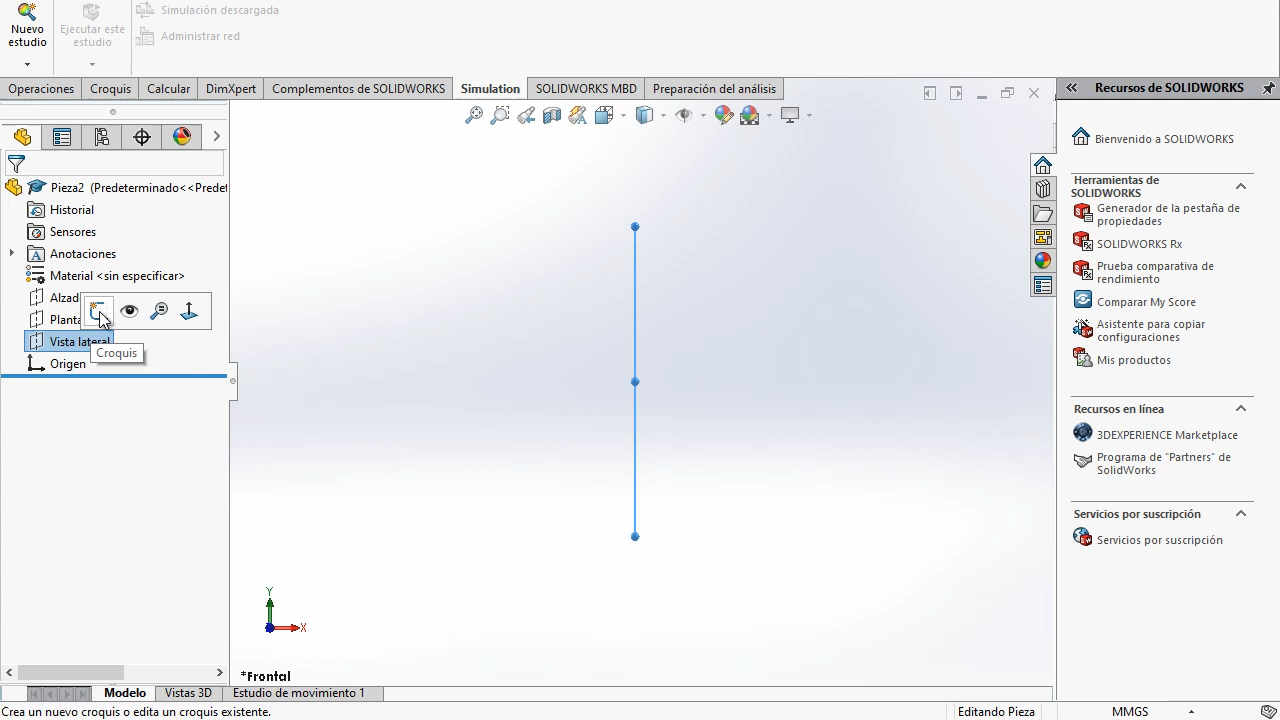 Nuevo
estudio
Ejecutar este
estudio
Simulación descargada
Administrar red
Operaciones
Croquis
Calcular
DimXpert
Complementos de SOLIDWORKS
Simulation
SOLIDWORKS MBD
Preparación del análisis
Recursos de SOLIDWORKS
Bienvenido a SOLIDWORKS
Herramientas de
SOLIDWORKS
Generador de la pestaña de
propiedades
SOLIDWORKS Rx
Prueba comparativa de
rendimiento
Comparar My Score
Asistente para copiar
configuraciones
Mis productos
Recursos en línea
3DEXPERIENCE Marketplace
Programa de "Partners" de
SolidWorks
Servicios por suscripción
Servicios por suscripción
Pieza2 (Predeterminado<<Predet
Historial
Sensores
Anotaciones
Material <sin especificar>
Alzad
Planta
Vista lateral
Croquis
Origen
Y
X
*Frontal
Modelo
Vistas 3D
Estudio de movimiento 1
Crea un nuevo croquis o edita un croquis existente.
Editando Pieza
MMGS